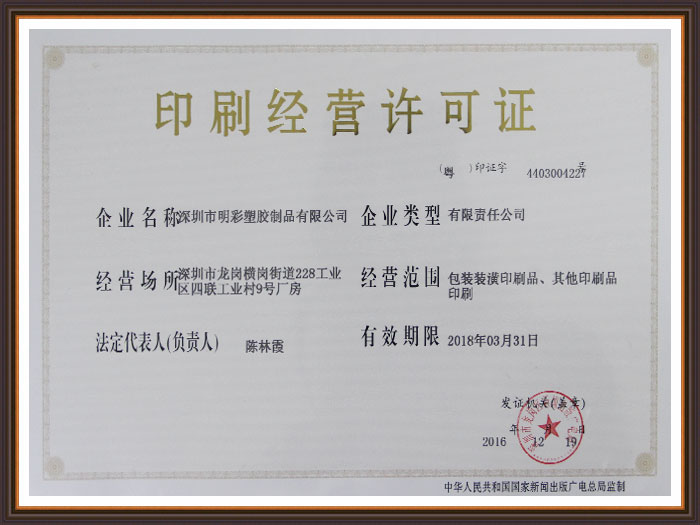 印刷经营许可证
(粤 )印证字 4403004227 号
企业名称 深圳市明彩塑胶制品有限公司
企业类型 有限责任公司
经营场所 深圳市龙岗横岗街道228工业
区四联工业村9号厂房
经营范围 包装装潢印刷品、其他印刷品
印刷
法定代表人(负责人) 陈林霞
有效期限 2018年03月31日
发证机关(盖章)
年 月 日
2016 12 19
中华人民共和国国家新闻出版广电总局监制